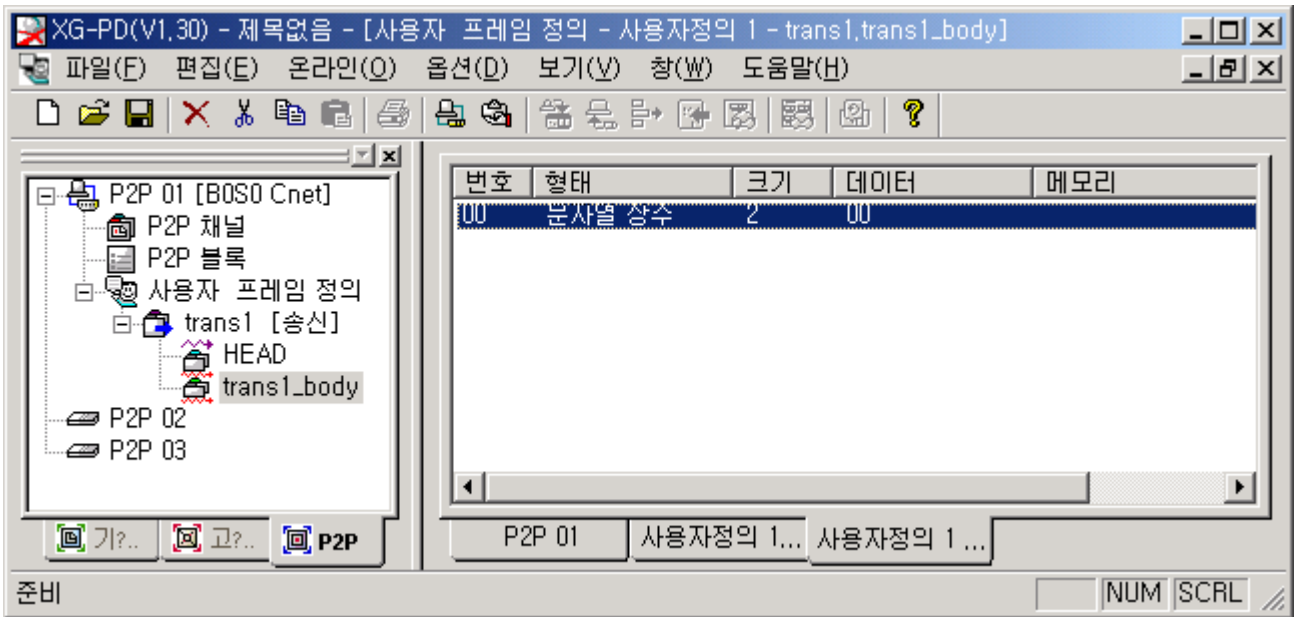 XG-PD(V1,30) - 제목없음 - [사용자 프레임 정의 - 사용자정의 1 - trans1,trans1_body]
파일(F) 편집(E) 온라인(O) 옵션(D) 보기(V) 창(W) 도움말(H)
P2P 01 [B0S0 Cnet]
P2P 채널
P2P 블록
사용자 프레임 정의
trans1 [송신]
HEAD
trans1_body
P2P 02
P2P 03
기?.. 고?.. P2P
번호 형태 크기 데이터 메모리
00 문자열 상수 2 00
P2P 01 사용자정의 1... 사용자정의 1 ...
준비 NUM SCRL